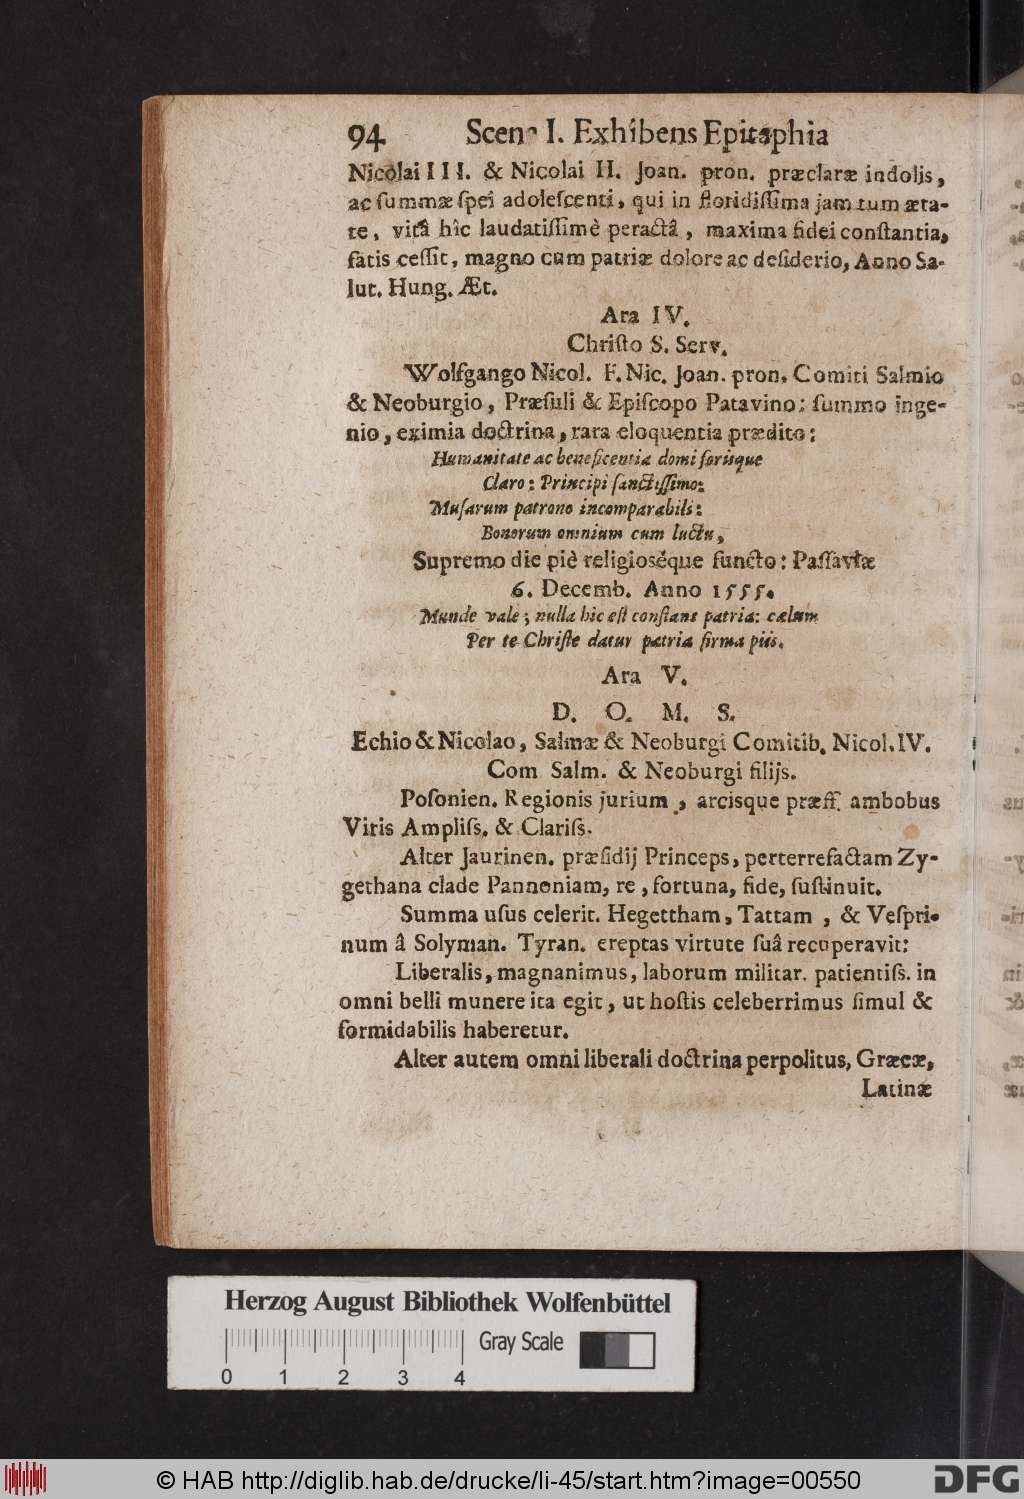 94 Scena I. Exhibens Epitaphia
Nicolai III. & Nicolai II. Joan. pron. præclaræ indolis,
ac summæ spei adolescenti, qui in floridissima jam tum æta-
te, vitâ hîc laudatissimè peractâ, maxima fidei constantia,
satis cessit, magno cum patriæ dolore ac desiderio, Anno Sa-
lut. Hung. Æt.
Ara IV.
Christo S. Serv.
Wolfgango Nicol. F. Nic. Joan. pron. Comiti Salmio
& Neoburgio, Præsuli & Episcopo Patavino: summo inge-
nio, eximia doctrina, rara eloquentia prædito:
Humanitate ac beneficentia domi forisque
Claro: Principi sanctissimo:
Musarum patrono incomparabili:
Bonorum omnium cum luctu,
Supremo die piè religioséque functo: Passaviæ
6. Decemb. Anno 1555.
Munde vale; nulla hic est constans patria: cælum
Per te Christe datur patria firma piis.
Ara V.
D. O. M. S.
Echio & Nicolao, Salmæ & Neoburgi Comitib. Nicol. IV.
Com. Salm. & Neoburgi filijs.
Posonien. Regionis jurium, arcisque præff. ambobus
Viris Ampliss. & Clariss.
Alter Jaurinen. præsidij Princeps, perterrefactam Zy-
gethana clade Pannoniam, re, fortuna, fide, sustinuit.
Summa usus celerit. Hegettham, Tattam, & Vespri-
num â Solyman. Tyran. ereptas virtute suâ recuperavit:
Liberalis, magnanimus, laborum militar. patientiss. in
omni belli munere ita egit, ut hostis celeberrimus simul &
formidabilis haberetur.
Alter autem omni liberali doctrina perpolitus, Græcæ,
Latinæ
Herzog August Bibliothek Wolfenbüttel
Gray Scale
0 1 2 3 4
© HAB http://diglib.hab.de/drucke/li-45/start.htm?image=00550
DFG